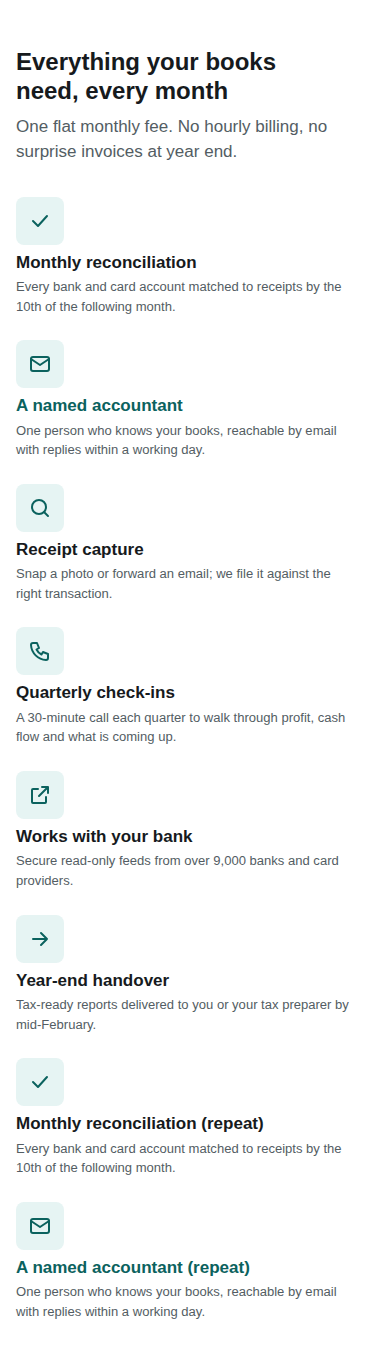 Everything your books
need, every month
One flat monthly fee. No hourly billing, no
surprise invoices at year end.
Monthly reconciliation
Every bank and card account matched to receipts by the
10th of the following month.
A named accountant
One person who knows your books, reachable by email
with replies within a working day.
Receipt capture
Snap a photo or forward an email; we file it against the
right transaction.
Quarterly check-ins
A 30-minute call each quarter to walk through profit, cash
flow and what is coming up.
Works with your bank
Secure read-only feeds from over 9,000 banks and card
providers.
Year-end handover
Tax-ready reports delivered to you or your tax preparer by
mid-February.
Monthly reconciliation (repeat)
Every bank and card account matched to receipts by the
10th of the following month.
A named accountant (repeat)
One person who knows your books, reachable by email
with replies within a working day.